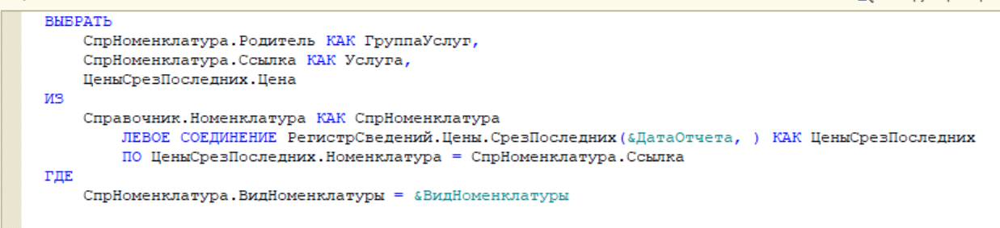 ВЫБРАТЬ
СпрНоменклатура.Родитель КАК ГруппаУслуг,
СпрНоменклатура.Ссылка КАК Услуга,
ЦеныСрезПоследних.Цена
ИЗ
Справочник.Номенклатура КАК СпрНоменклатура
ЛЕВОЕ СОЕДИНЕНИЕ РегистрСведений.Цены.СрезПоследних(&ДатаОтчета, ) КАК ЦеныСрезПоследних
ПО ЦеныСрезПоследних.Номенклатура = СпрНоменклатура.Ссылка
ГДЕ
СпрНоменклатура.ВидНоменклатуры = &ВидНоменклатуры